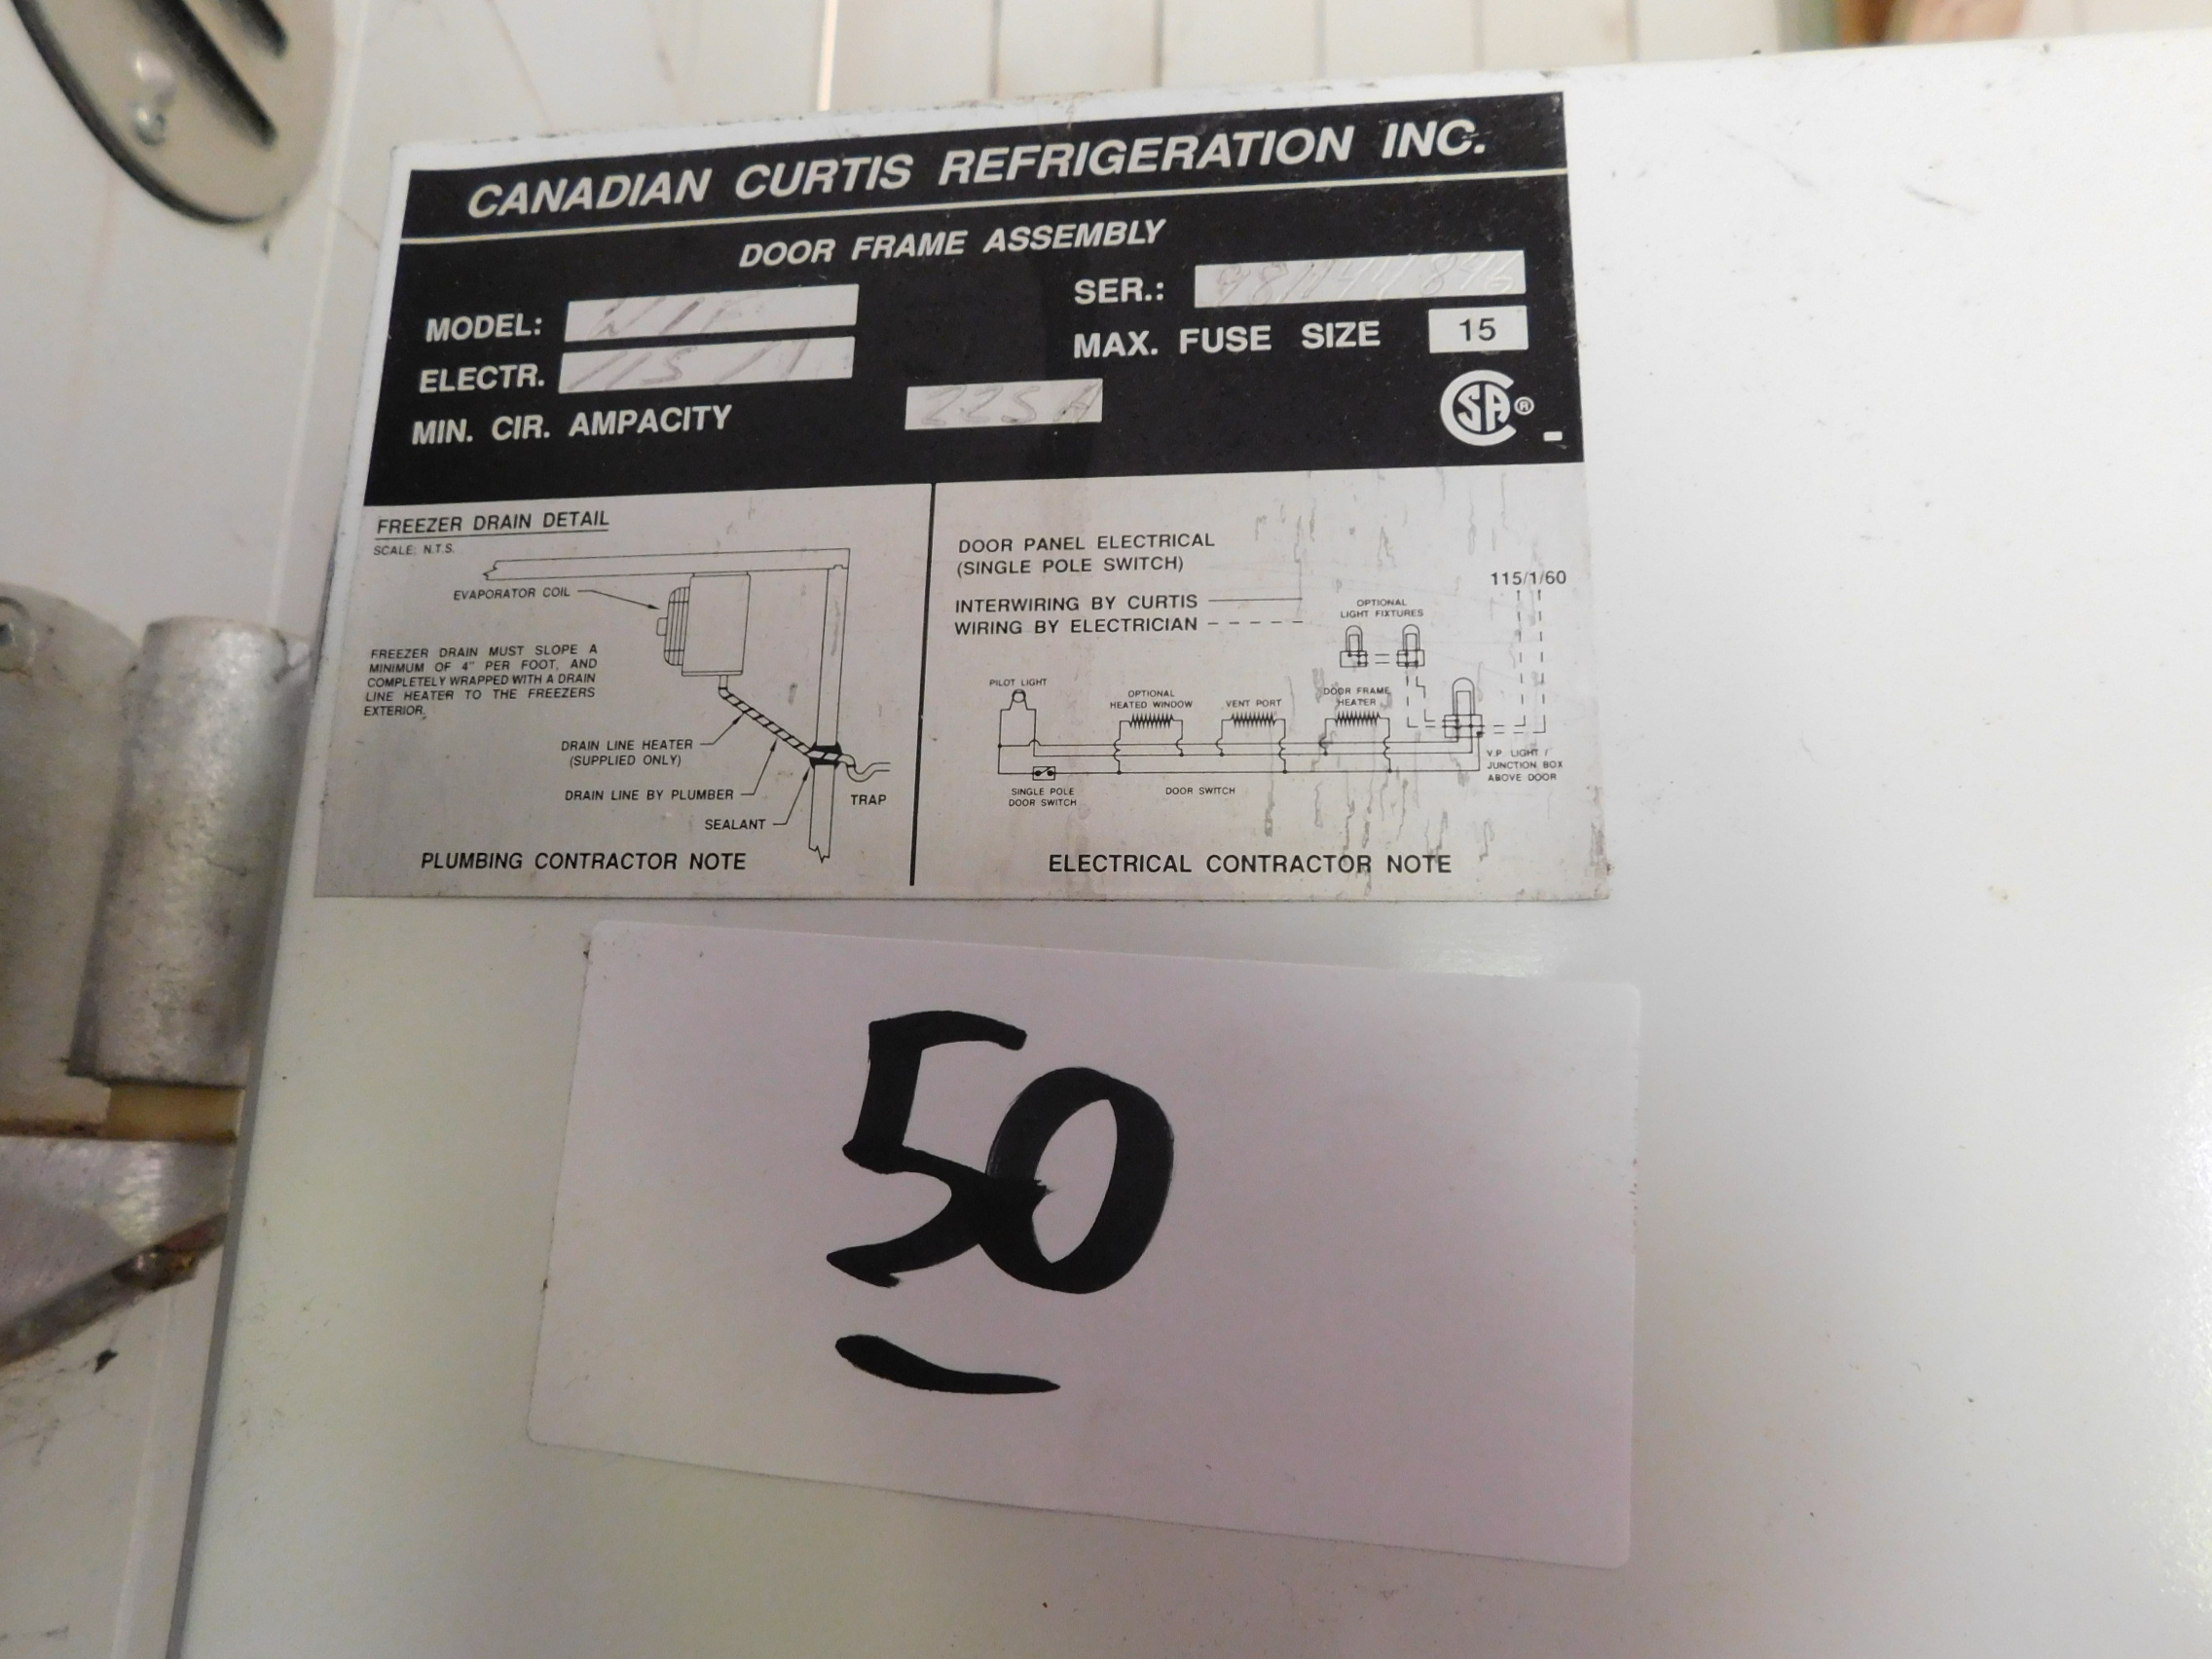 CANADIAN CURTIS REFRIGERATION INC.
DOOR FRAME ASSEMBLY
MODEL: WIF
SER.:
ELECTR. 115/1
MAX. FUSE SIZE 15
MIN. CIR. AMPACITY
CSA®
FREEZER DRAIN DETAIL
SCALE: N.T.S.
EVAPORATOR COIL
FREEZER DRAIN MUST SLOPE A
MINIMUM OF 4" PER FOOT, AND
COMPLETELY WRAPPED WITH A DRAIN
LINE HEATER TO THE FREEZERS
EXTERIOR.
DRAIN LINE HEATER
(SUPPLIED ONLY)
DRAIN LINE BY PLUMBER
TRAP
SEALANT
PLUMBING CONTRACTOR NOTE
DOOR PANEL ELECTRICAL
(SINGLE POLE SWITCH)
115/1/60
INTERWIRING BY CURTIS
WIRING BY ELECTRICIAN
OPTIONAL
LIGHT FIXTURES
PILOT LIGHT
OPTIONAL
HEATED WINDOW
VENT PORT
DOOR FRAME
HEATER
V.P. LIGHT /
JUNCTION BOX
ABOVE DOOR
SINGLE POLE
DOOR SWITCH
DOOR SWITCH
ELECTRICAL CONTRACTOR NOTE
50